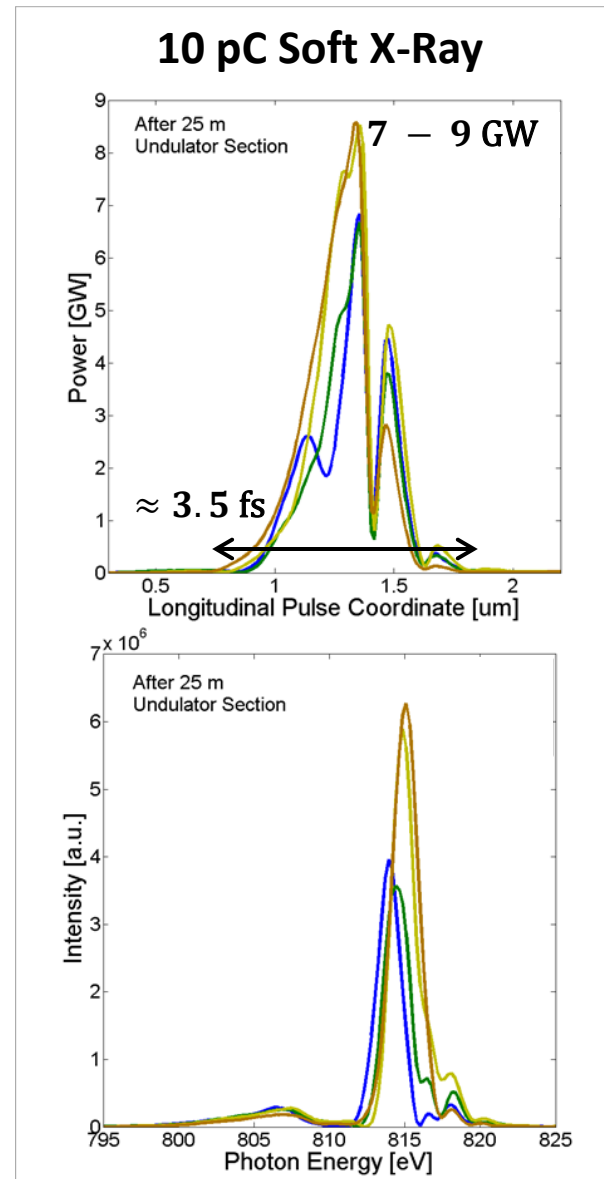 10 pC Soft X-Ray
9
8
7
6
5
4
3
2
1
0
After 25 m
Undulator Section
7 – 9 GW
≈ 3.5 fs
Power [GW]
0.5 1 1.5 2
Longitudinal Pulse Coordinate [um]
7 x 10^6
6
5
4
3
2
1
0
After 25 m
Undulator Section
Intensity [a.u.]
795 800 805 810 815 820 825
Photon Energy [eV]